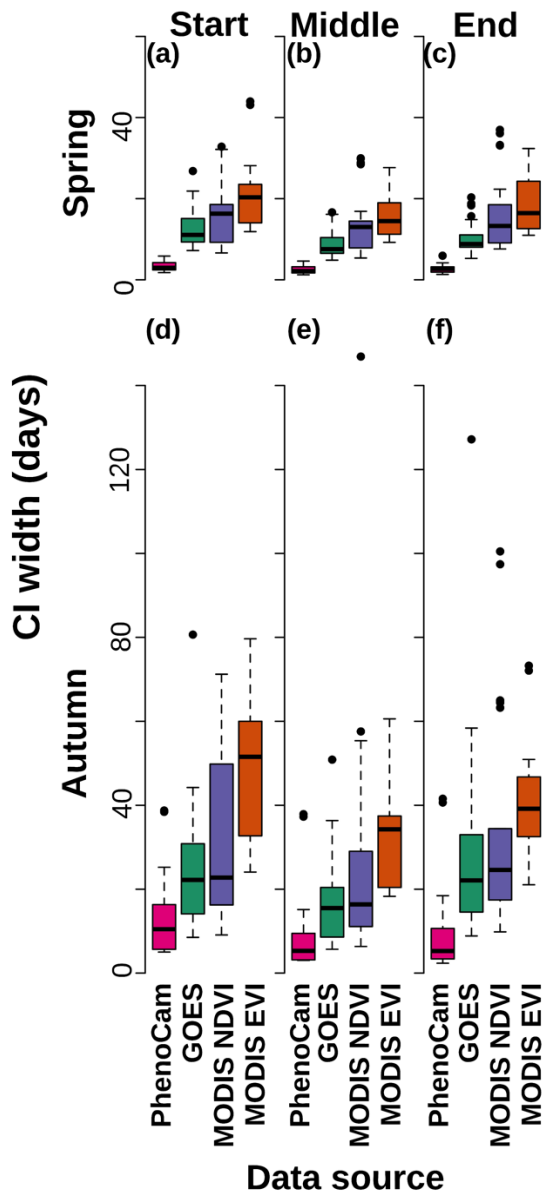 Start Middle End
(a) (b) (c)
Spring
40
0
(d) (e) (f)
CI width (days)
Autumn
120
80
40
0
PhenoCam
GOES
MODIS NDVI
MODIS EVI
PhenoCam
GOES
MODIS NDVI
MODIS EVI
PhenoCam
GOES
MODIS NDVI
MODIS EVI
Data source